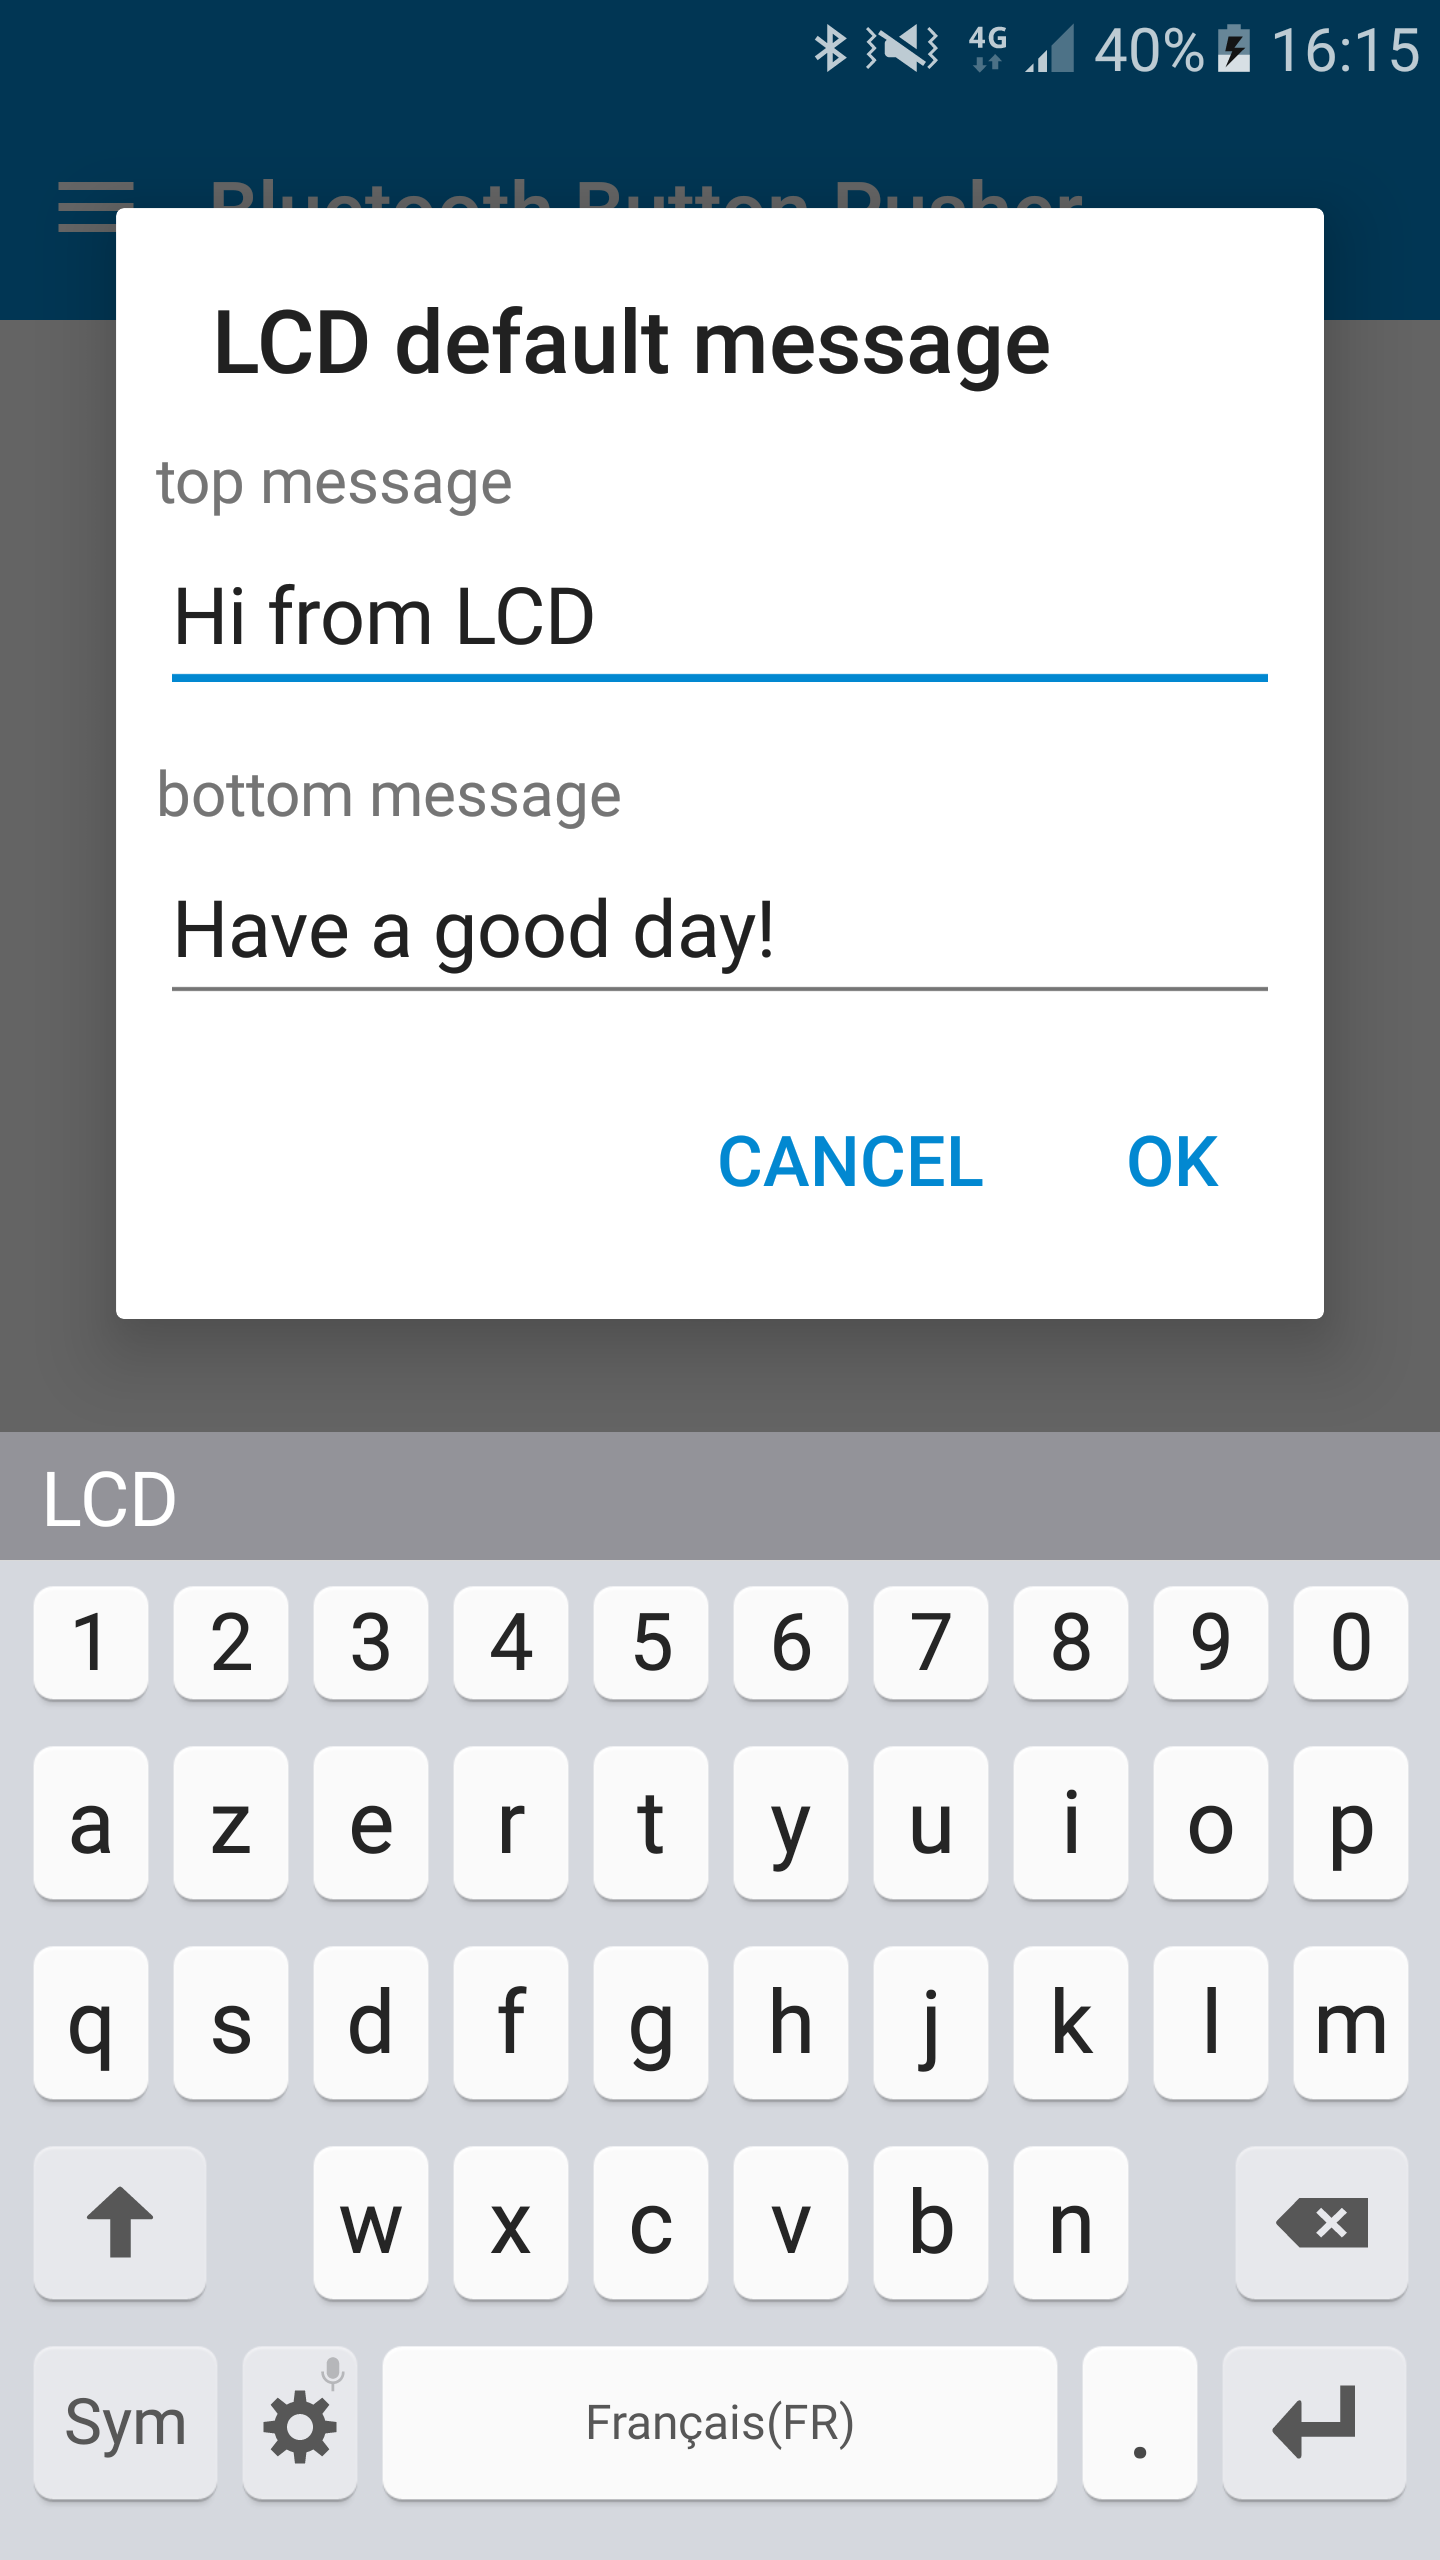 4G 40% 16:15
Bluetooth Button Pusher
LCD default message
top message
Hi from LCD
bottom message
Have a good day!
CANCEL OK
LCD
1 2 3 4 5 6 7 8 9 0
a z e r t y u i o p
q s d f g h j k l m
w x c v b n
Sym Français(FR) .